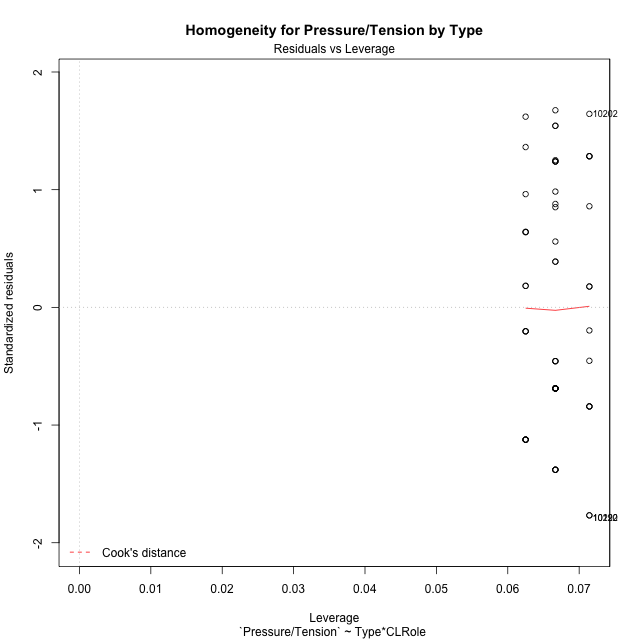 Homogeneity for Pressure/Tension by Type
Residuals vs Leverage
2
1
0
-1
-2
Standardized residuals
10202
Cook's distance
0.00 0.01 0.02 0.03 0.04 0.05 0.06 0.07
Leverage
`Pressure/Tension` ~ Type*CLRole